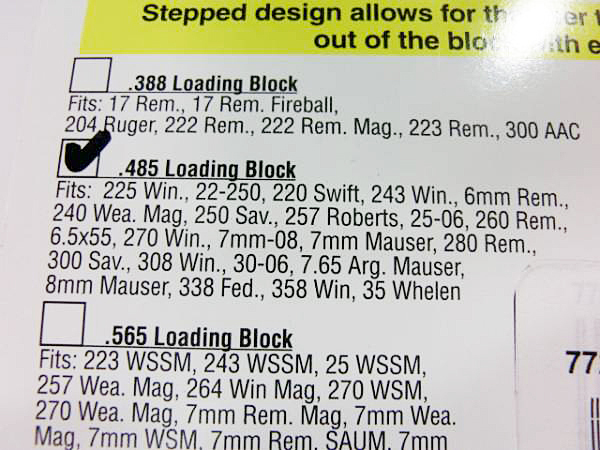 Stepped design allows for
out of the
.388 Loading Block
Fits: 17 Rem., 17 Rem. Fireball,
204 Ruger, 222 Rem., 222 Rem. Mag., 223 Rem., 300 AAC
.485 Loading Block
Fits: 225 Win., 22-250, 220 Swift, 243 Win., 6mm Rem.,
240 Wea. Mag, 250 Sav., 257 Roberts, 25-06, 260 Rem.,
6.5x55, 270 Win., 7mm-08, 7mm Mauser, 280 Rem.,
300 Sav., 308 Win., 30-06, 7.65 Arg. Mauser,
8mm Mauser, 338 Fed., 358 Win, 35 Whelen
.565 Loading Block
Fits: 223 WSSM, 243 WSSM, 25 WSSM,
257 Wea. Mag, 264 Win Mag, 270 WSM,
270 Wea. Mag, 7mm Rem. Mag, 7mm Wea.
Mag, 7mm WSM, 7mm Rem. SAUM, 7mm
77